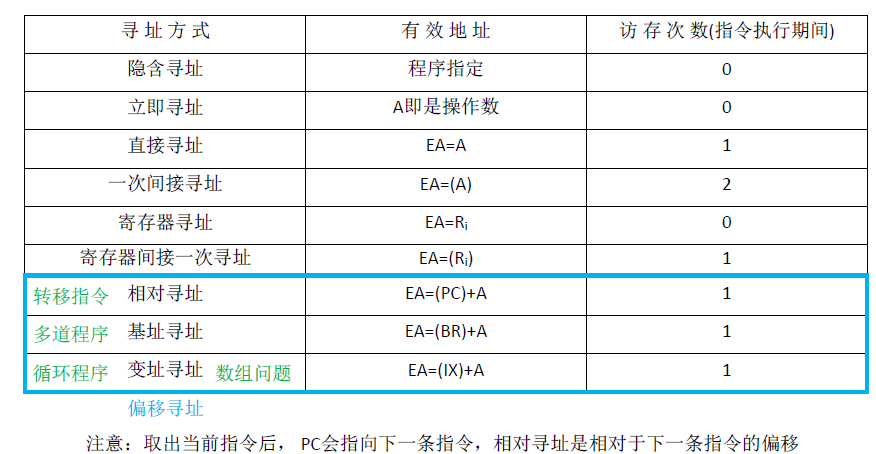 寻址方式 有效地址 访存次数(指令执行期间)
隐含寻址 程序指定 0
立即寻址 A即是操作数 0
直接寻址 EA=A 1
一次间接寻址 EA=(A) 2
寄存器寻址 EA=Ri 0
寄存器间接一次寻址 EA=(Ri) 1
转移指令 相对寻址 EA=(PC)+A 1
多道程序 基址寻址 EA=(BR)+A 1
循环程序 变址寻址 数组问题 EA=(IX)+A 1
偏移寻址
注意：取出当前指令后， PC会指向下一条指令，相对寻址是相对于下一条指令的偏移